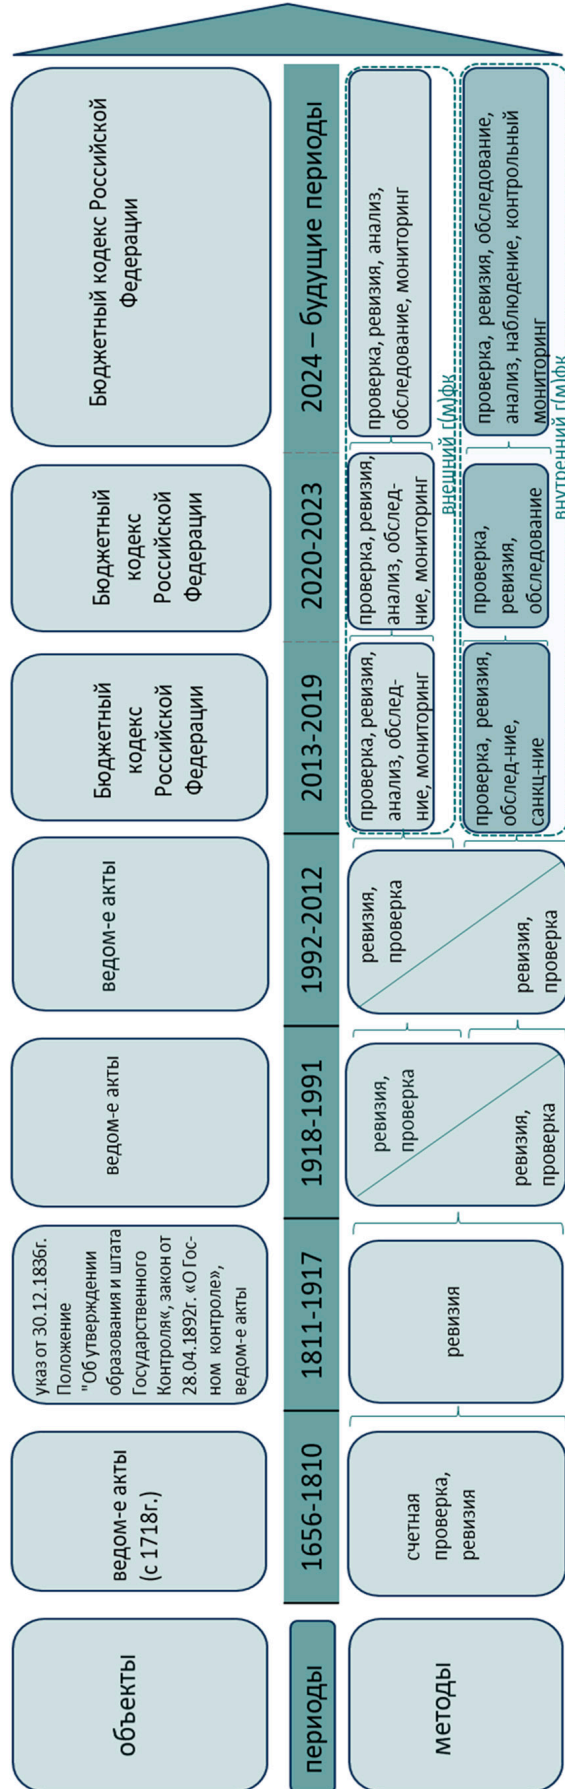 объекты
ведом-е акты
(с 1718г.)
указ от 30.12.1836г.
Положение
"Об утверждении
образования и штата
Государственного
Контроля«, закон от
28.04.1892г. «О Гос-
ном контроле»,
ведом-е акты
ведом-е акты
ведом-е акты
Бюджетный
кодекс
Российской
Федерации
Бюджетный
кодекс
Российской
Федерации
Бюджетный кодекс Российской
Федерации
периоды
1656-1810
1811-1917
1918-1991
1992-2012
2013-2019
2020-2023
2024 – будущие периоды
методы
счетная
проверка,
ревизия
ревизия
ревизия,
проверка
ревизия,
проверка
ревизия,
проверка
ревизия,
проверка
проверка, ревизия,
анализ, обслед-
ние, мониторинг
проверка, ревизия,
анализ, обслед-
ние, мониторинг
проверка, ревизия, анализ,
обследование, мониторинг
внешний г(м)фк
проверка, ревизия,
обслед-ние,
санкц-ние
проверка,
ревизия,
обследование
проверка, ревизия, обследование,
анализ, наблюдение, контрольный
мониторинг
внутренний г(м)фк